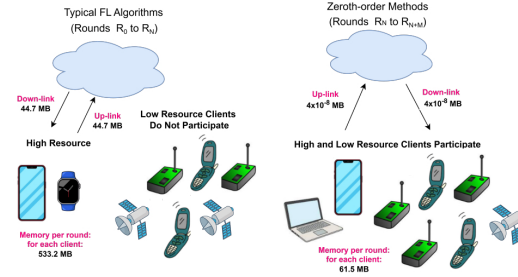 Typical FL Algorithms
(Rounds R0 to RN)
Down-link
44.7 MB
Up-link
44.7 MB
High Resource
Low Resource Clients
Do Not Participate
Memory per round:
for each client:
533.2 MB
Zeroth-order Methods
(Rounds RN to RN+M)
Up-link
4x10⁻⁸ MB
Down-link
4x10⁻⁸ MB
High and Low Resource Clients Participate
Memory per round:
for each client:
61.5 MB